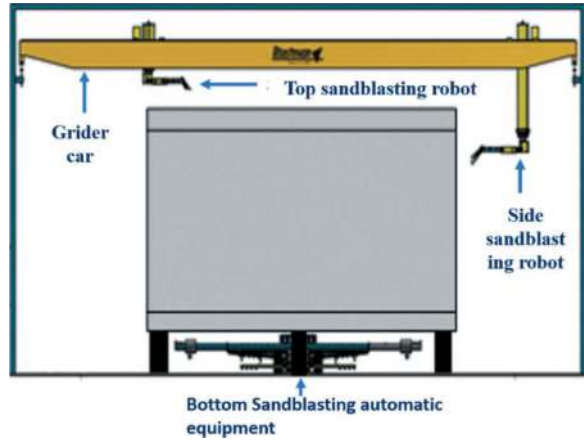 Top sandblasting robot
Grider
car
Side
sandblast
ing robot
Bottom Sandblasting automatic
equipment